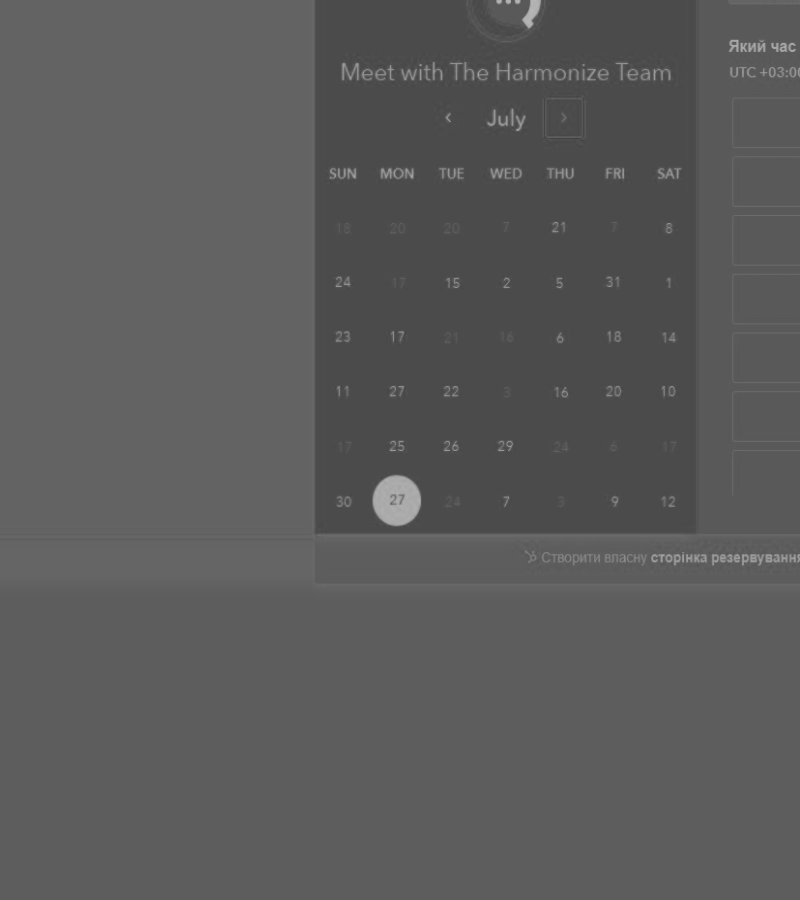 Meet with The Harmonize Team
Який час
UTC +03:00
‹ July ›
SUN MON TUE WED THU FRI SAT
18 20 20 7 21 7 8
24 17 15 2 5 31 1
23 17 21 16 6 18 14
11 27 22 3 16 20 10
17 25 26 29 24 6 17
30 27 24 7 3 9 12
Створити власну сторінка резервування